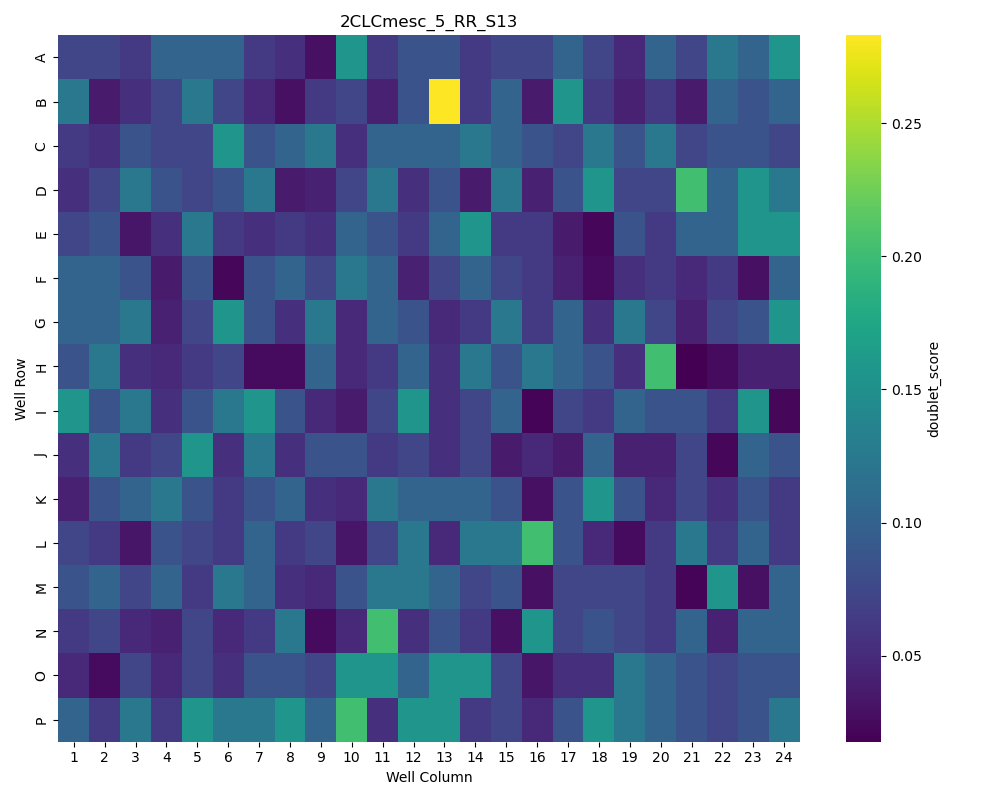 2CLCmesc_5_RR_S13
A
B
C
D
E
F
G
H
I
J
K
L
M
N
O
P
Well Row
1 2 3 4 5 6 7 8 9 10 11 12 13 14 15 16 17 18 19 20 21 22 23 24
Well Column
0.25
0.20
0.15
0.10
0.05
doublet_score